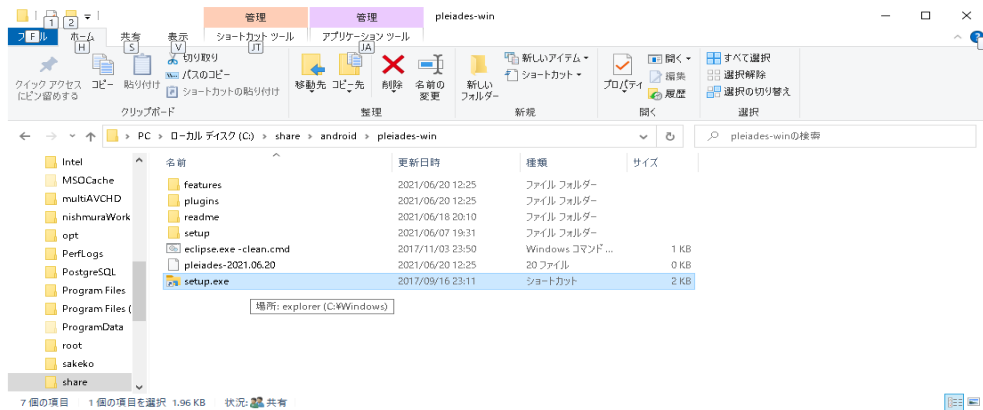 1 2 管理 管理 pleiades-win
ファイル ホーム 共有 表示 ショートカット ツール アプリケーション ツール
F H S V JT JA
クイック アクセスにピン留めする
コピー
貼り付け
切り取り
パスのコピー
ショートカットの貼り付け
移動先
コピー先
削除
名前の変更
新しいフォルダー
新しいアイテム
ショートカット
プロパティ
開く
編集
履歴
すべて選択
選択解除
選択の切り替え
クリップボード 整理 新規 開く 選択
PC > ローカル ディスク (C:) > share > android > pleiades-win
pleiades-winの検索
Intel
MSOCache
multiAVCHD
nishmuraWork
opt
PerfLogs
PostgreSQL
Program Files
Program Files (
ProgramData
root
sakeko
share
名前 更新日時 種類 サイズ
features 2021/06/20 12:25 ファイル フォルダー
plugins 2021/06/20 12:25 ファイル フォルダー
readme 2021/06/18 20:10 ファイル フォルダー
setup 2021/06/07 19:31 ファイル フォルダー
eclipse.exe -clean.cmd 2017/11/03 23:50 Windows コマンド ... 1 KB
pleiades-2021.06.20 2021/06/20 12:25 20 ファイル 0 KB
setup.exe 2017/09/16 23:11 ショートカット 2 KB
場所: explorer (C:¥Windows)
7 個の項目 1 個の項目を選択 1.96 KB 状況: 共有